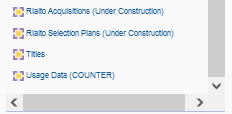 Rialto Acquisitions (Under Construction)
Rialto Selection Plans (Under Construction)
Titles
Usage Data (COUNTER)